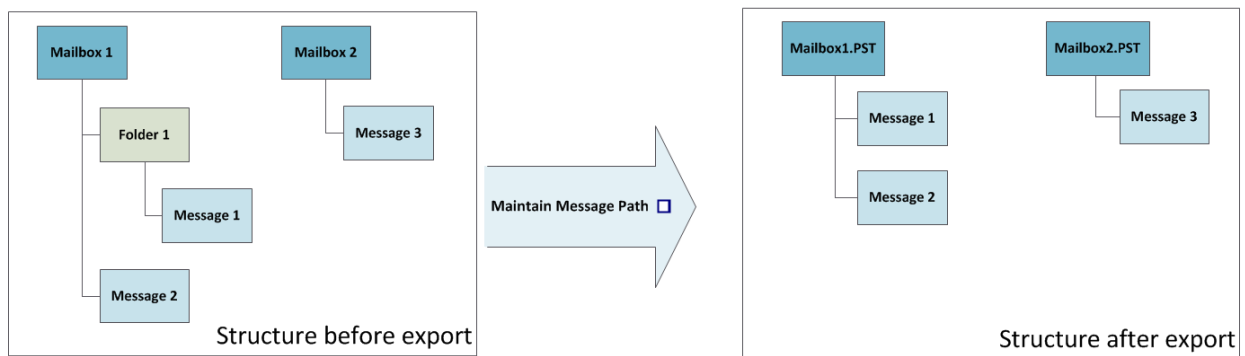 Mailbox 1
Mailbox 2
Folder 1
Message 3
Message 1
Message 2
Structure before export
Maintain Message Path
Mailbox1.PST
Mailbox2.PST
Message 1
Message 3
Message 2
Structure after export